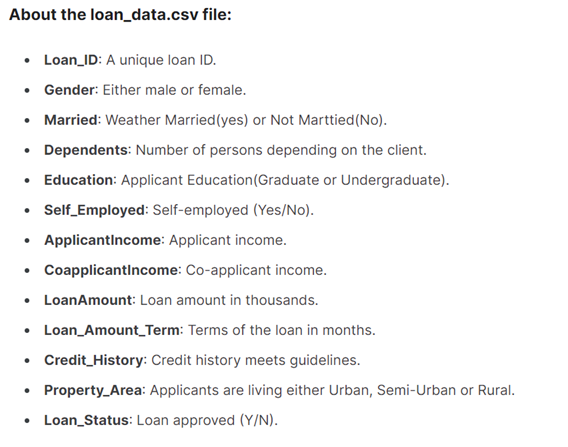 About the loan_data.csv file:
• Loan_ID: A unique loan ID.
• Gender: Either male or female.
• Married: Weather Married(yes) or Not Marttied(No).
• Dependents: Number of persons depending on the client.
• Education: Applicant Education(Graduate or Undergraduate).
• Self_Employed: Self-employed (Yes/No).
• ApplicantIncome: Applicant income.
• CoapplicantIncome: Co-applicant income.
• LoanAmount: Loan amount in thousands.
• Loan_Amount_Term: Terms of the loan in months.
• Credit_History: Credit history meets guidelines.
• Property_Area: Applicants are living either Urban, Semi-Urban or Rural.
• Loan_Status: Loan approved (Y/N).